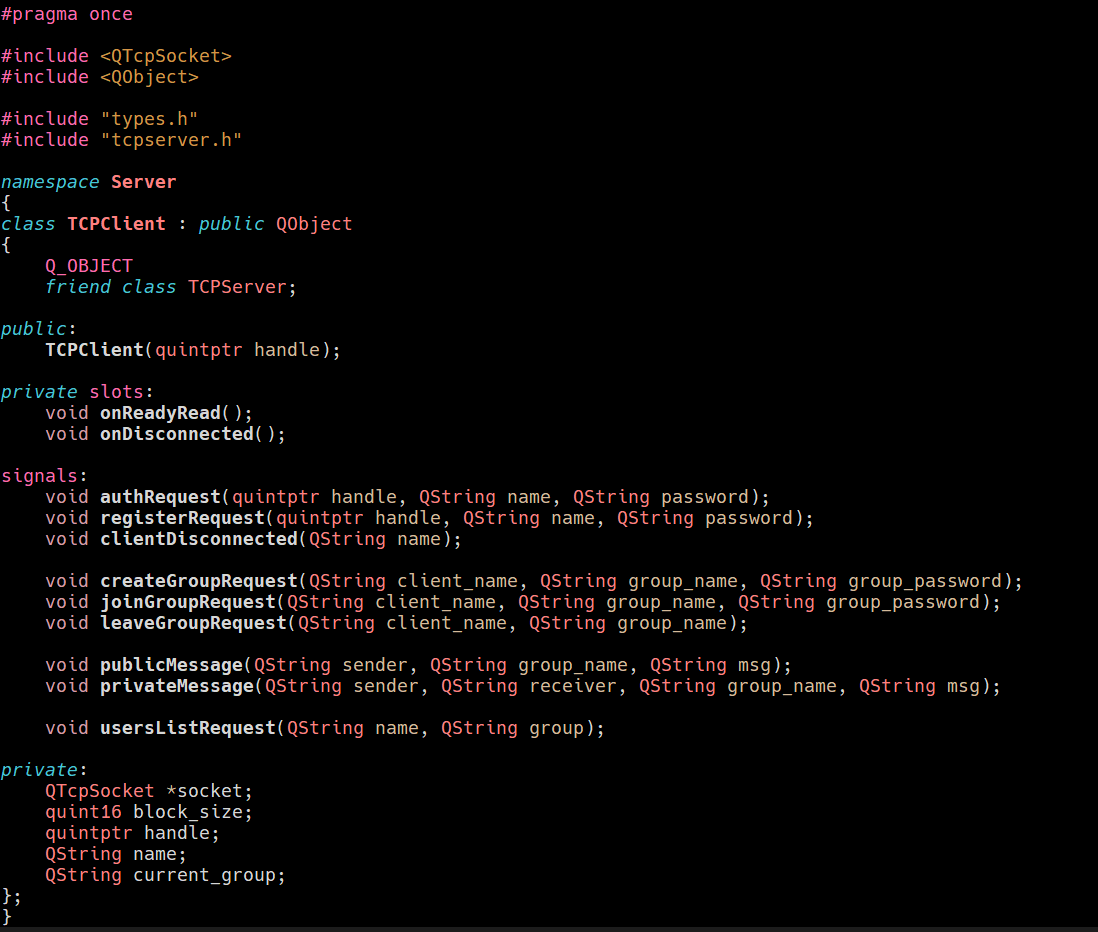 #pragma once

#include <QTcpSocket>
#include <QObject>

#include "types.h"
#include "tcpserver.h"

namespace Server
{
class TCPClient : public QObject
{
    Q_OBJECT
    friend class TCPServer;

public:
    TCPClient(quintptr handle);

private slots:
    void onReadyRead();
    void onDisconnected();

signals:
    void authRequest(quintptr handle, QString name, QString password);
    void registerRequest(quintptr handle, QString name, QString password);
    void clientDisconnected(QString name);

    void createGroupRequest(QString client_name, QString group_name, QString group_password);
    void joinGroupRequest(QString client_name, QString group_name, QString group_password);
    void leaveGroupRequest(QString client_name, QString group_name);

    void publicMessage(QString sender, QString group_name, QString msg);
    void privateMessage(QString sender, QString receiver, QString group_name, QString msg);

    void usersListRequest(QString name, QString group);

private:
    QTcpSocket *socket;
    quint16 block_size;
    quintptr handle;
    QString name;
    QString current_group;
};
}